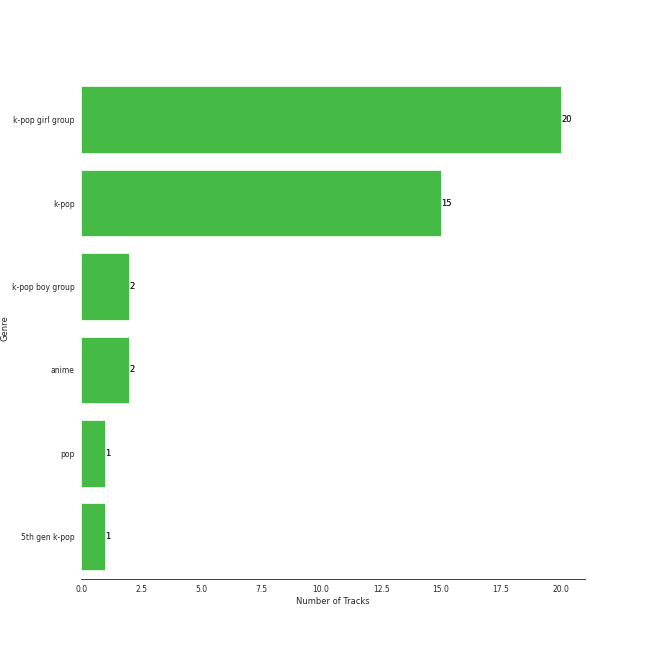 k-pop girl group 20
k-pop 15
k-pop boy group 2
anime 2
pop 1
5th gen k-pop 1
Genre
0.0 2.5 5.0 7.5 10.0 12.5 15.0 17.5 20.0
Number of Tracks